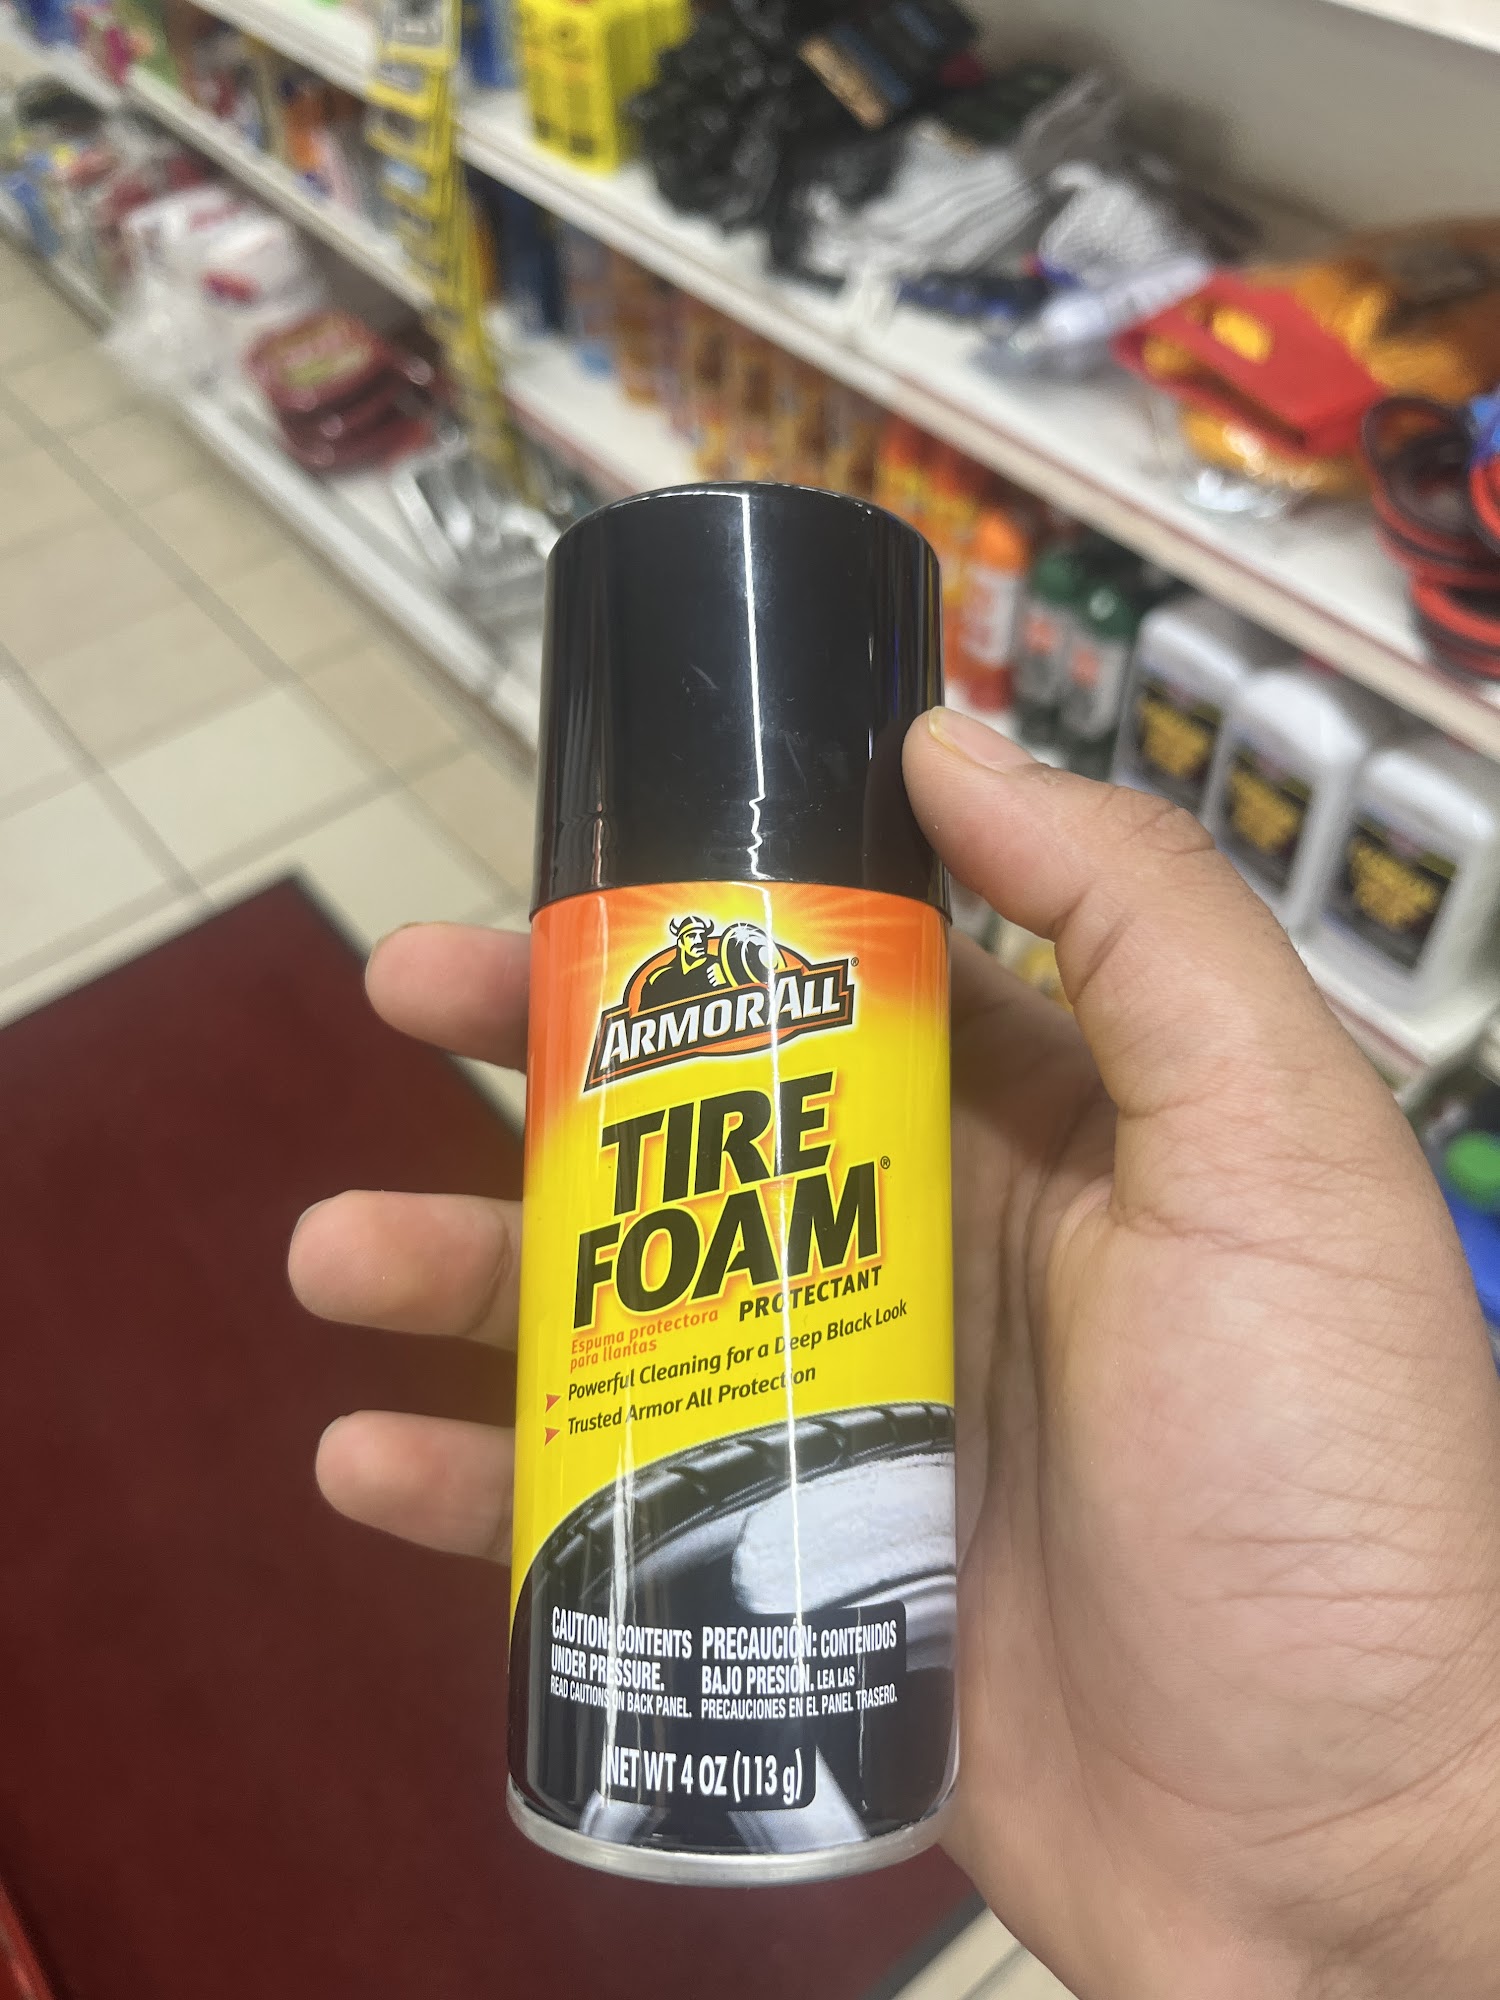 ARMOR ALL®
TIRE
FOAM®
PROTECTANT
Espuma protectora
para llantas
Powerful Cleaning for a Deep Black Look
Trusted Armor All Protection
CAUTION: CONTENTS
UNDER PRESSURE.
READ CAUTIONS ON BACK PANEL.
PRECAUCIÓN: CONTENIDOS
BAJO PRESIÓN. LEA LAS
PRECAUCIONES EN EL PANEL TRASERO.
NET WT 4 OZ (113 g)